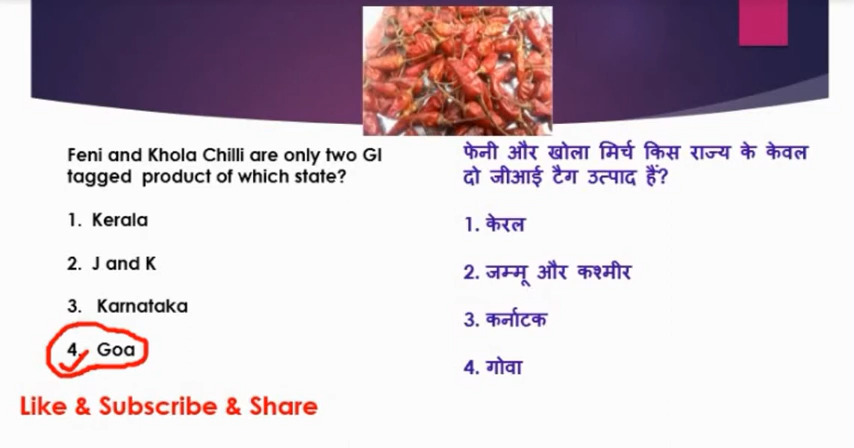 Feni and Khola Chilli are only two GI
tagged product of which state?
1. Kerala
2. J and K
3. Karnataka
4. Goa
Like & Subscribe & Share
फेनी और खोला मिर्च किस राज्य के केवल
दो जीआई टैग उत्पाद हैं?
1. केरल
2. जम्मू और कश्मीर
3. कर्नाटक
4. गोवा